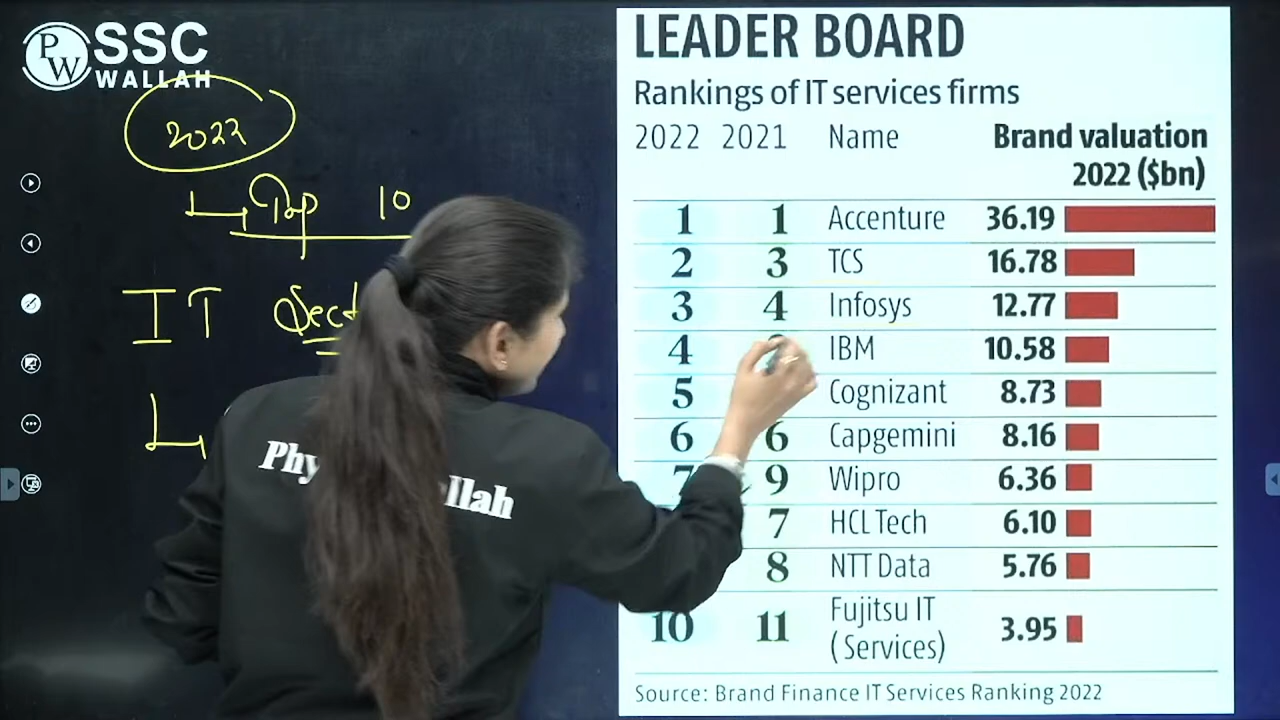 PW SSC
WALLAH
2022
Top 10
IT Sect
Phy llah
LEADER BOARD
Rankings of IT services firms
2022 2021 Name Brand valuation
2022 ($bn)
1 1 Accenture 36.19
2 3 TCS 16.78
3 4 Infosys 12.77
4 IBM 10.58
5 Cognizant 8.73
6 6 Capgemini 8.16
7 9 Wipro 6.36
7 HCL Tech 6.10
8 NTT Data 5.76
10 11 Fujitsu IT
(Services) 3.95
Source: Brand Finance IT Services Ranking 2022